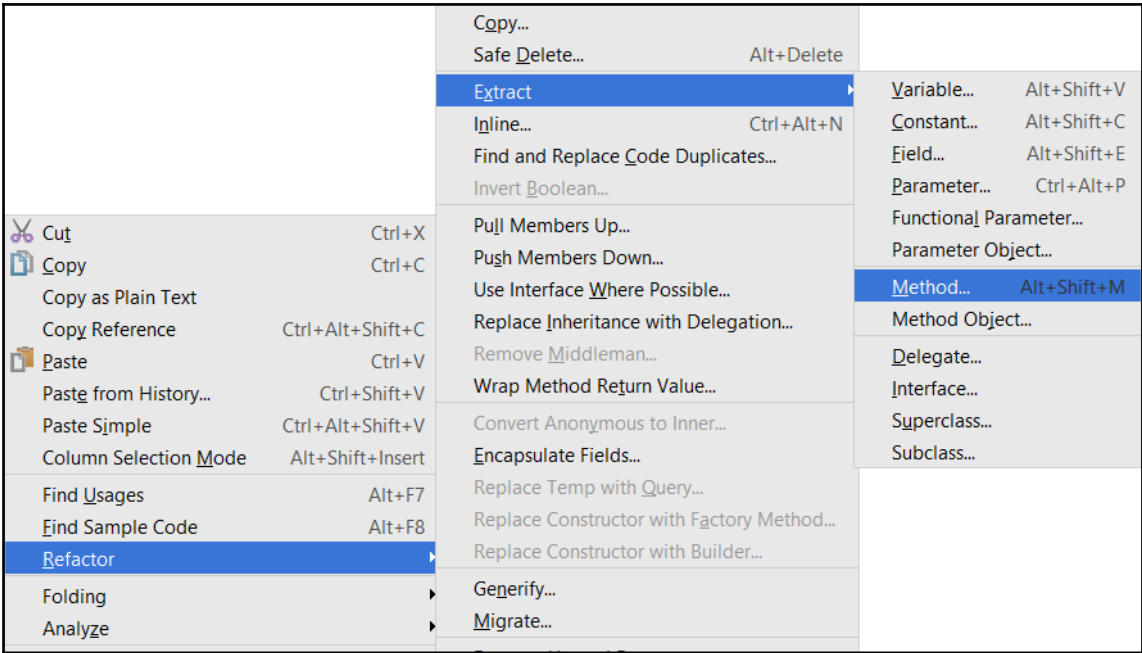 Cut Ctrl+X
Copy Ctrl+C
Copy as Plain Text
Copy Reference Ctrl+Alt+Shift+C
Paste Ctrl+V
Paste from History... Ctrl+Shift+V
Paste Simple Ctrl+Alt+Shift+V
Column Selection Mode Alt+Shift+Insert
Find Usages Alt+F7
Find Sample Code Alt+F8
Refactor
Folding
Analyze
Copy...
Safe Delete... Alt+Delete
Extract
Inline... Ctrl+Alt+N
Find and Replace Code Duplicates...
Invert Boolean...
Pull Members Up...
Push Members Down...
Use Interface Where Possible...
Replace Inheritance with Delegation...
Remove Middleman...
Wrap Method Return Value...
Convert Anonymous to Inner...
Encapsulate Fields...
Replace Temp with Query...
Replace Constructor with Factory Method...
Replace Constructor with Builder...
Generify...
Migrate...
Variable... Alt+Shift+V
Constant... Alt+Shift+C
Field... Alt+Shift+E
Parameter... Ctrl+Alt+P
Functional Parameter...
Parameter Object...
Method... Alt+Shift+M
Method Object...
Delegate...
Interface...
Superclass...
Subclass...